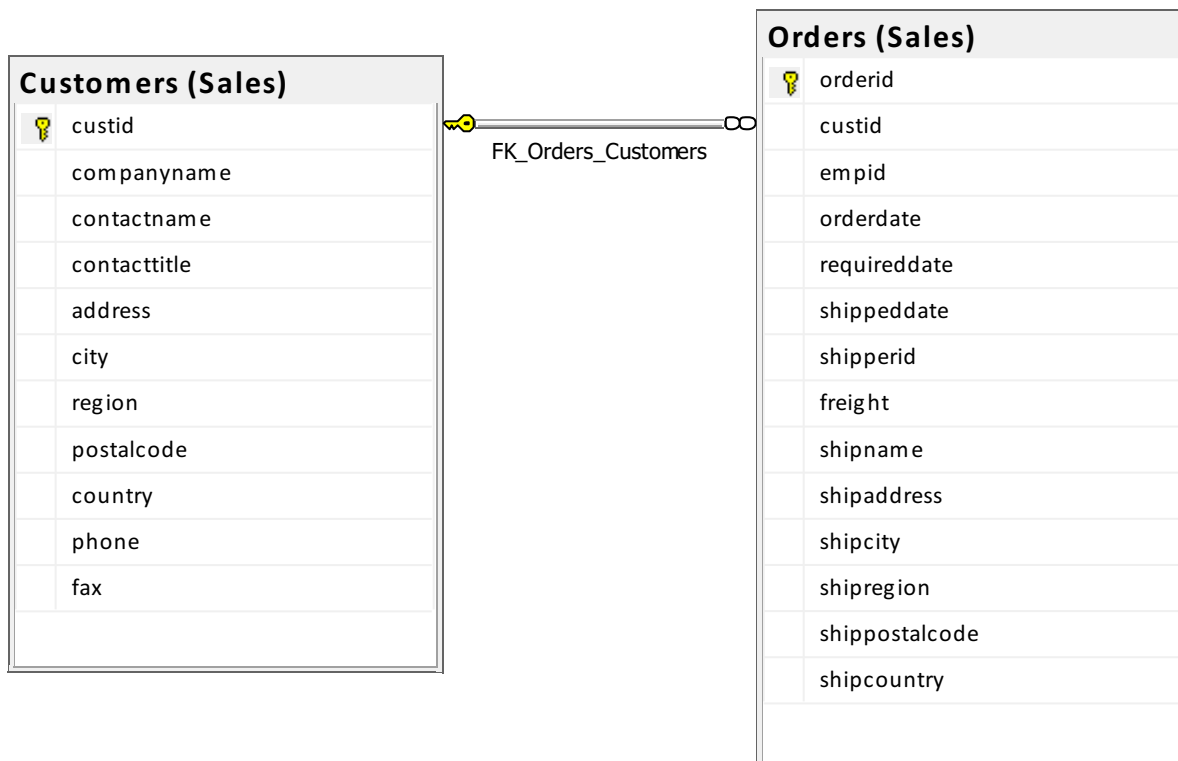 Customers (Sales)
custid
companyname
contactname
contacttitle
address
city
region
postalcode
country
phone
fax
FK_Orders_Customers
Orders (Sales)
orderid
custid
empid
orderdate
requireddate
shippeddate
shipperid
freight
shipname
shipaddress
shipcity
shipregion
shippostalcode
shipcountry